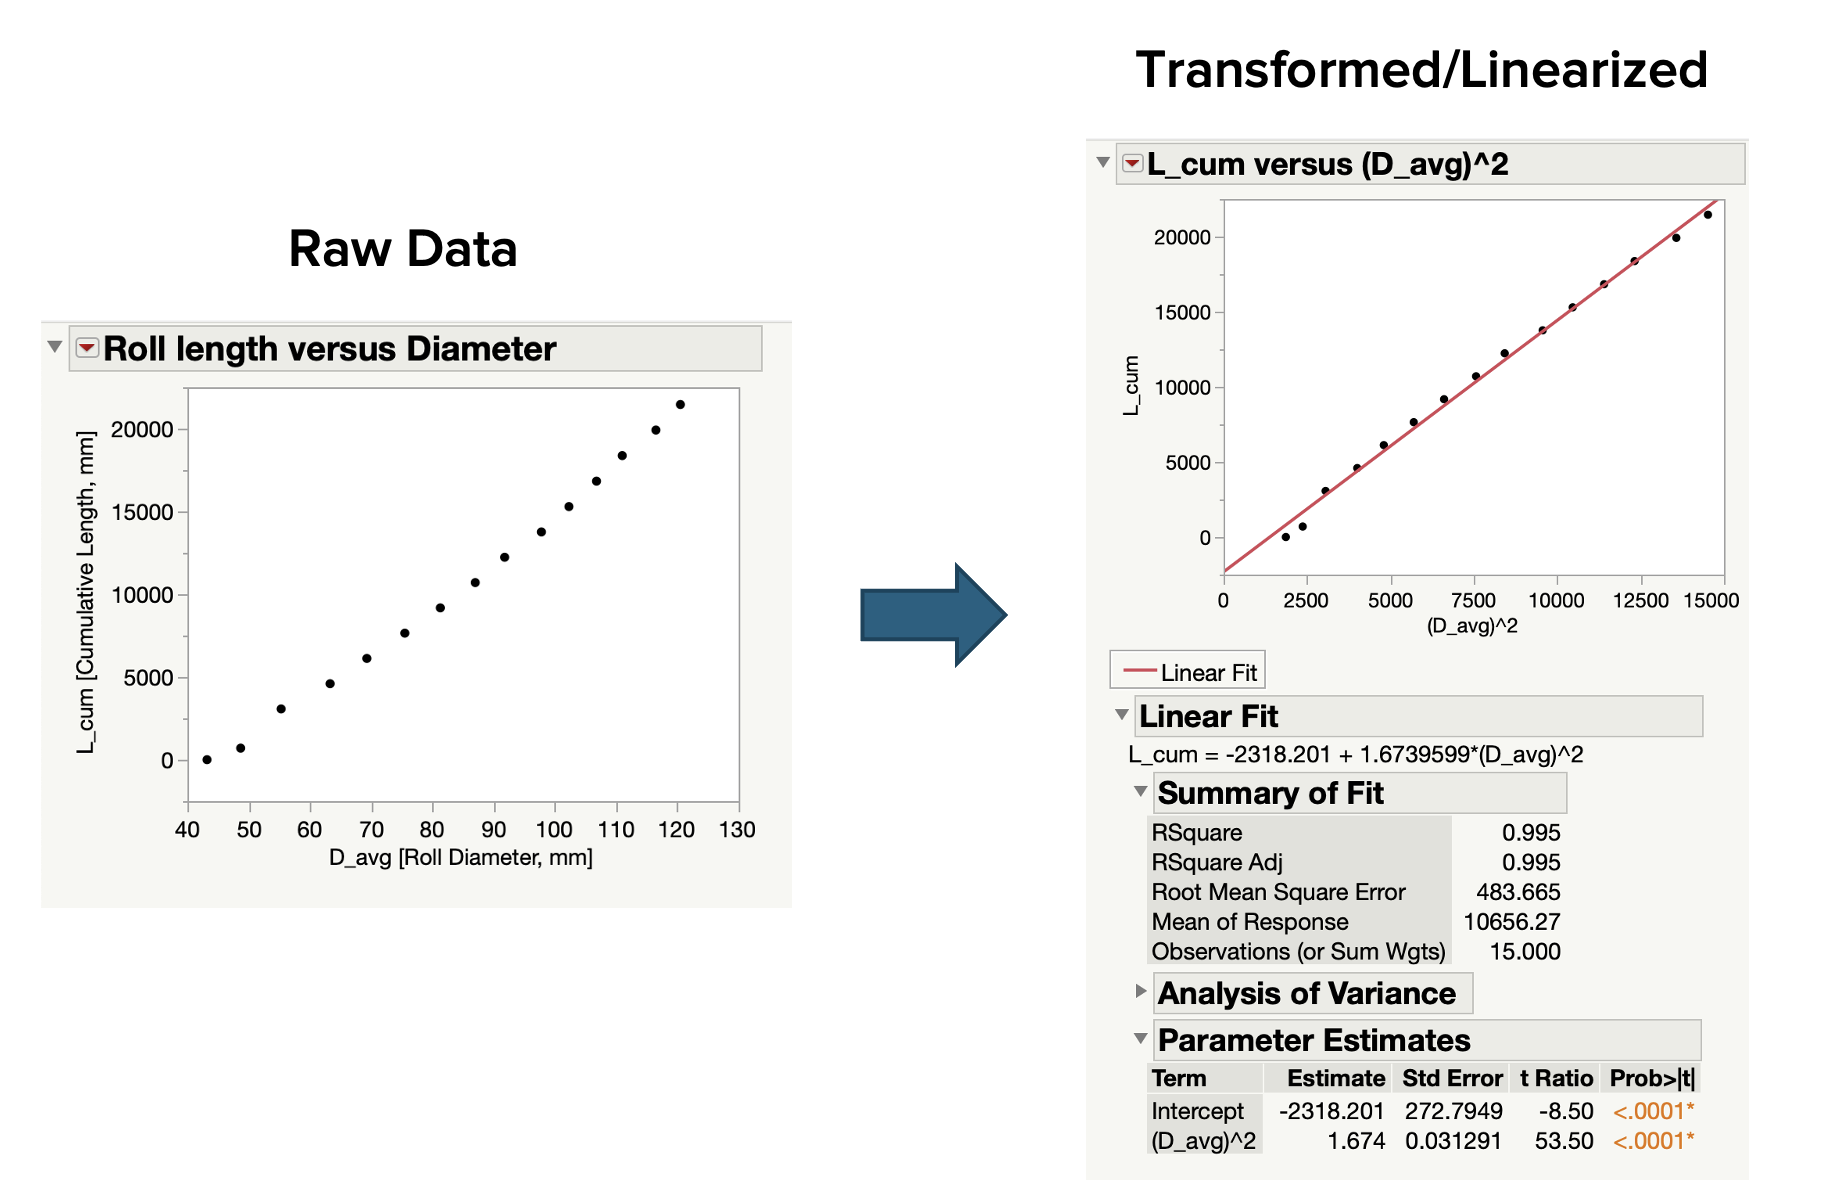 Transformed/Linearized
Raw Data
Roll length versus Diameter
L_cum [Cumulative Length, mm]
20000
15000
10000
5000
0
40 50 60 70 80 90 100 110 120 130
D_avg [Roll Diameter, mm]
L_cum versus (D_avg)^2
L_cum
20000
15000
10000
5000
0
0 2500 5000 7500 10000 12500 15000
(D_avg)^2
Linear Fit
Linear Fit
L_cum = -2318.201 + 1.6739599*(D_avg)^2
Summary of Fit
RSquare 0.995
RSquare Adj 0.995
Root Mean Square Error 483.665
Mean of Response 10656.27
Observations (or Sum Wgts) 15.000
Analysis of Variance
Parameter Estimates
Term Estimate Std Error t Ratio Prob>|t|
Intercept -2318.201 272.7949 -8.50 <.0001*
(D_avg)^2 1.674 0.031291 53.50 <.0001*